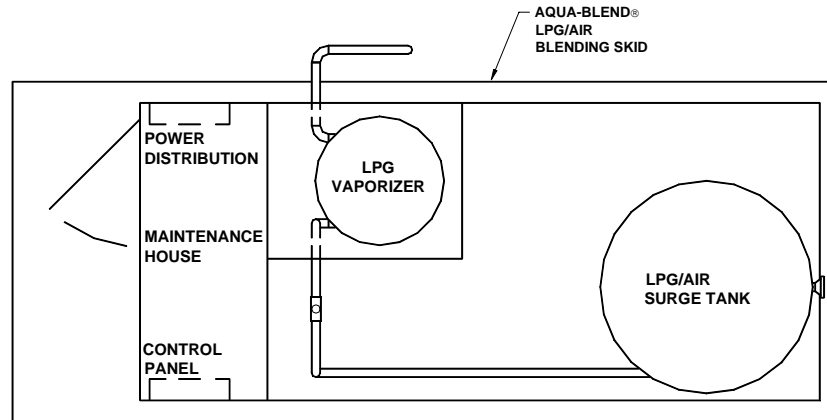 AQUA-BLEND®
LPG/AIR
BLENDING SKID
POWER
DISTRIBUTION
LPG
VAPORIZER
MAINTENANCE
HOUSE
LPG/AIR
SURGE TANK
CONTROL
PANEL